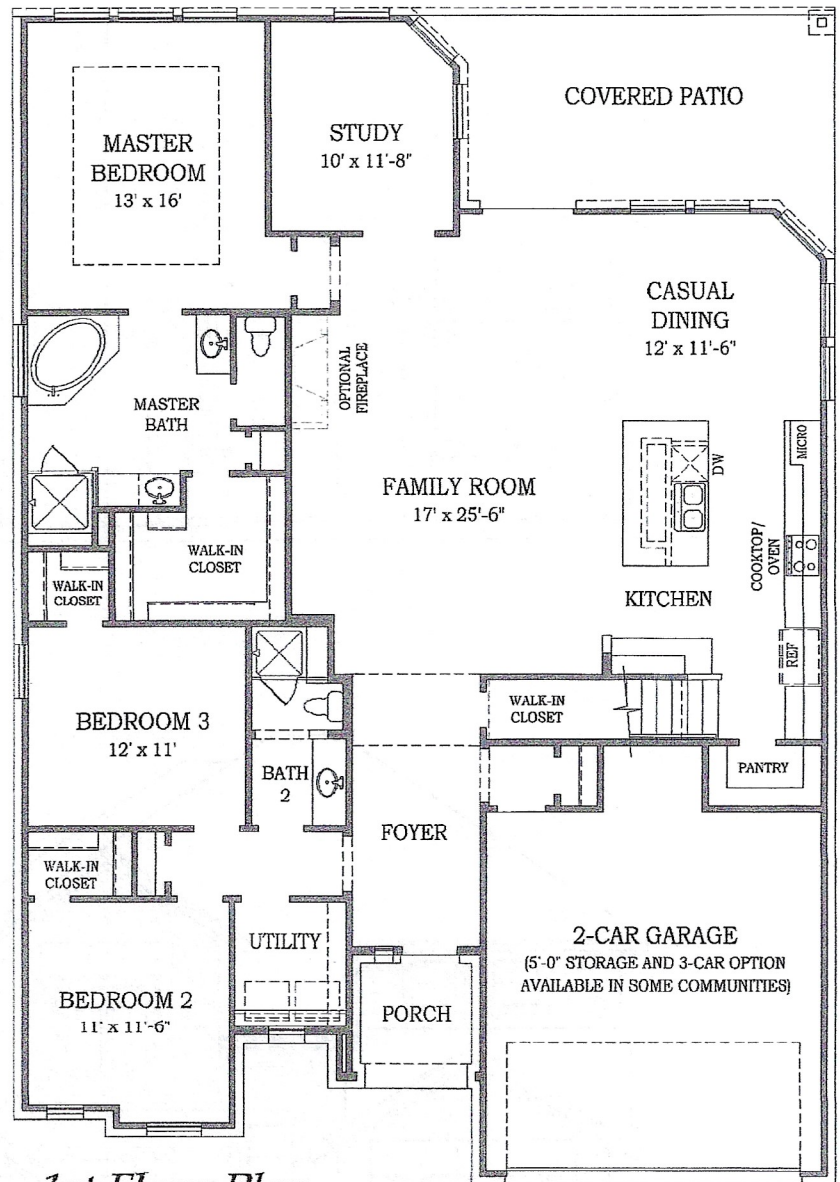 COVERED PATIO
MASTER
BEDROOM
13' x 16'
STUDY
10' x 11'-8"
CASUAL
DINING
12' x 11'-6"
OPTIONAL
FIREPLACE
MASTER
BATH
MICRO
DW
FAMILY ROOM
17' x 25'-6"
COOKTOP/
OVEN
WALK-IN
CLOSET
WALK-IN
CLOSET
KITCHEN
REF
BEDROOM 3
12' x 11'
WALK-IN
CLOSET
BATH
2
PANTRY
FOYER
WALK-IN
CLOSET
UTILITY
2-CAR GARAGE
(5'-0" STORAGE AND 3-CAR OPTION
AVAILABLE IN SOME COMMUNITIES)
BEDROOM 2
11' x 11'-6"
PORCH
1st Floor Plan